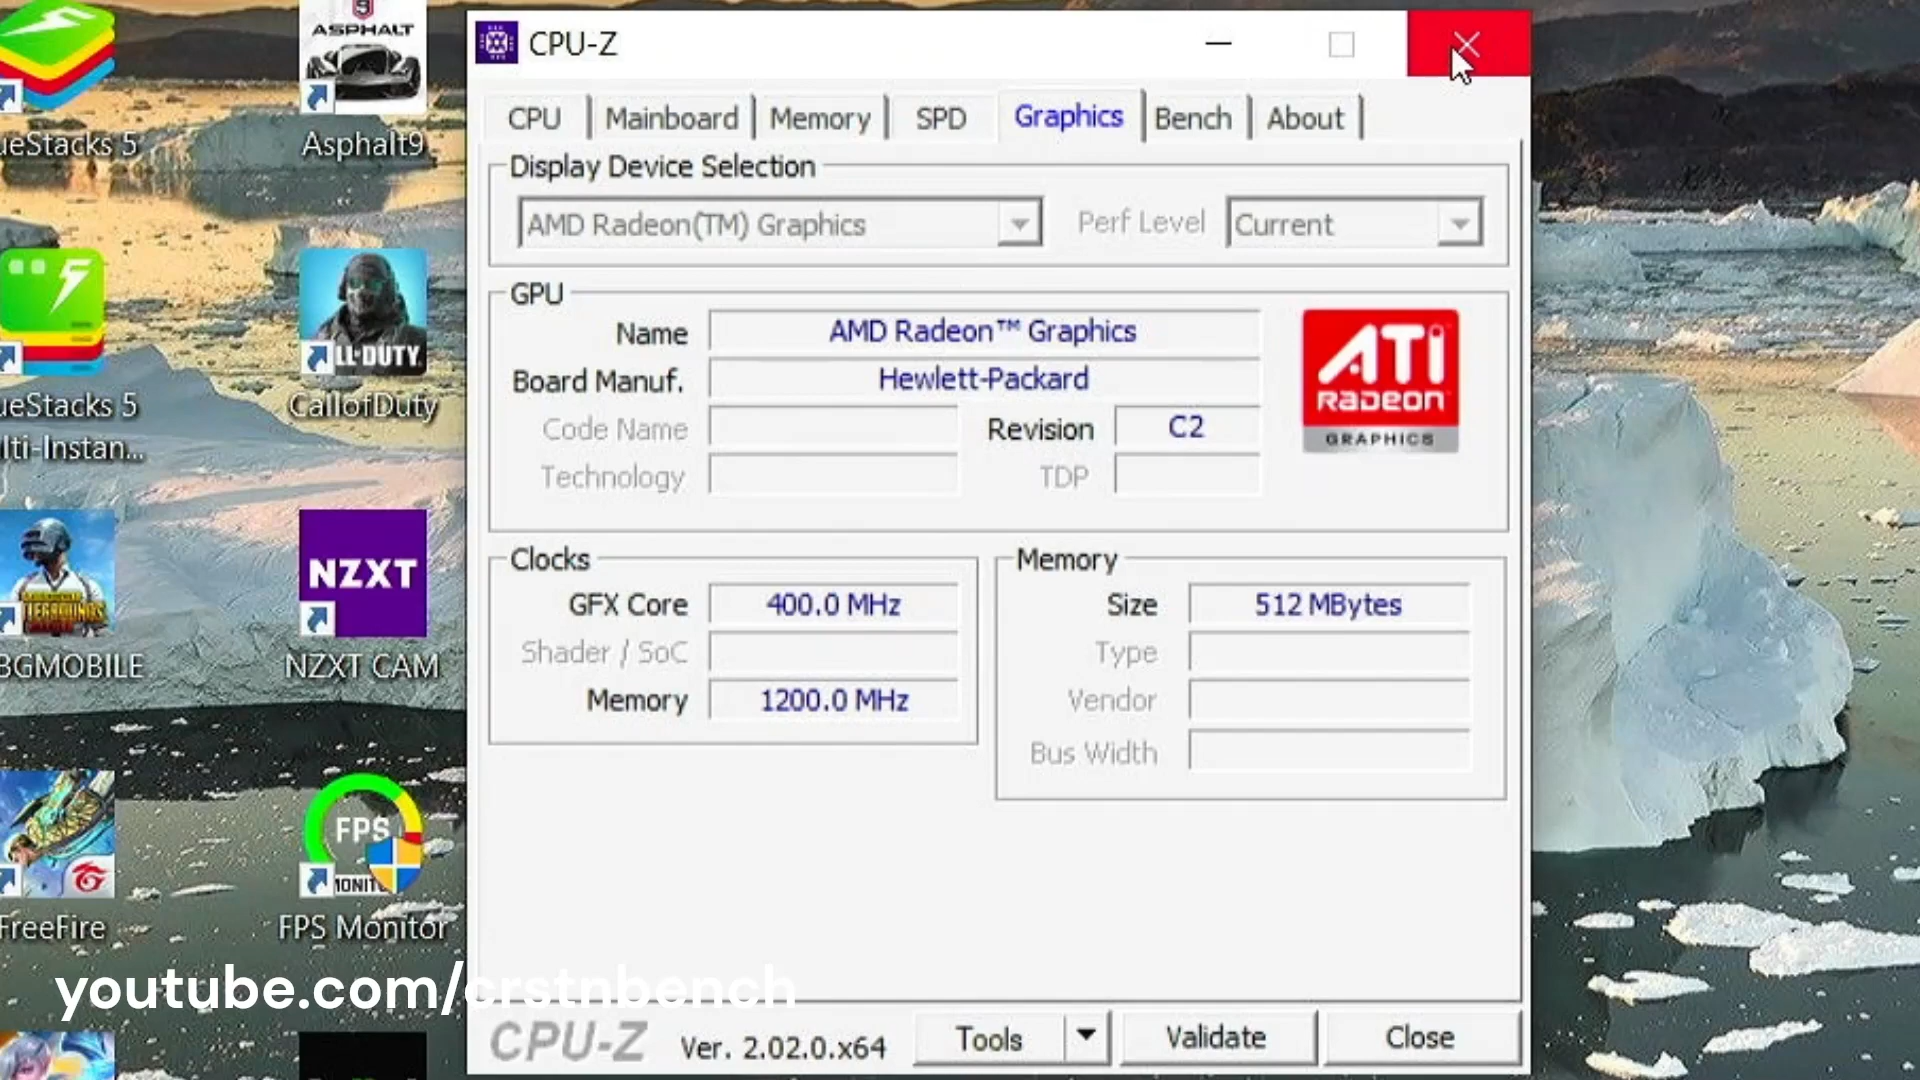 ueStacks 5
ASPHALT
Asphalt9
ueStacks 5
lti-Instan...
LL·DUTY
CallofDuty
BGMOBILE
NZXT
NZXT CAM
FreeFire
FPS
MONIT
FPS Monitor
CPU-Z
CPU
Mainboard
Memory
SPD
Graphics
Bench
About
Display Device Selection
AMD Radeon(TM) Graphics
Perf Level
Current
GPU
Name
AMD Radeon™ Graphics
Board Manuf.
Hewlett-Packard
Code Name
Revision
C2
Technology
TDP
ATI
RADEON
GRAPHICS
Clocks
GFX Core
400.0 MHz
Shader / SoC
Memory
1200.0 MHz
Memory
Size
512 MBytes
Type
Vendor
Bus Width
CPU-Z
Ver. 2.02.0.x64
Tools
Validate
Close
youtube.com/crstnbench